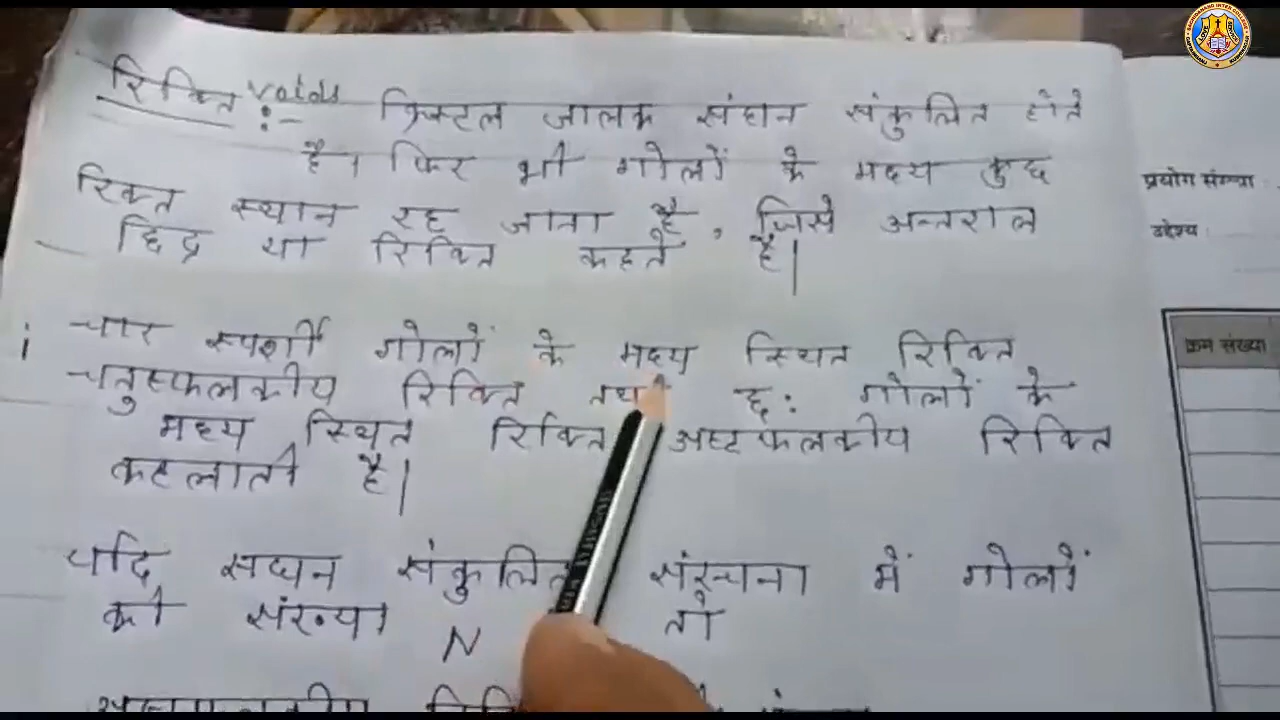 रिक्ति voids :- क्रिस्टल जालक संघन संकुलित होते
है। फिर भी गोलों के मध्य कुछ
रिक्त स्थान रह जाता है, जिसे अन्तराल
छिद्र या रिक्ति कहते है।
i चार स्पर्शी गोलों के मध्य स्थित रिक्ति
चतुष्फलकीय रिक्ति तथा छ: गोलों के
मध्य स्थित रिक्ति अष्टफलकीय रिक्ति
कहलाती है।
यदि सघन संकुलित संरचना में गोलों
की संख्या N तो
प्रयोग संख्या
उद्देश्य
क्रम संख्या